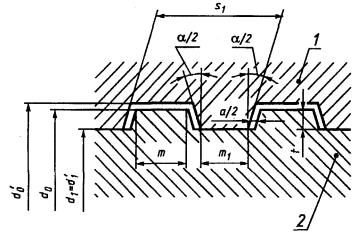 s₁
α/2
α/2
1
a/2
t
d₀'
d₀
d₁=d₁'
m
m₁
2